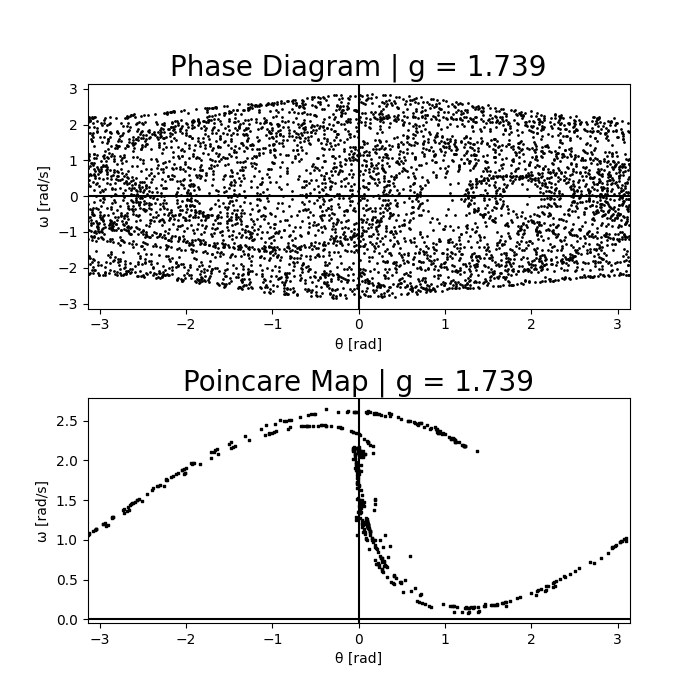 Phase Diagram | g = 1.739
3
2
1
0
−1
−2
−3
ω [rad/s]
−3 −2 −1 0 1 2 3
θ [rad]
Poincare Map | g = 1.739
2.5
2.0
1.5
1.0
0.5
0.0
ω [rad/s]
−3 −2 −1 0 1 2 3
θ [rad]